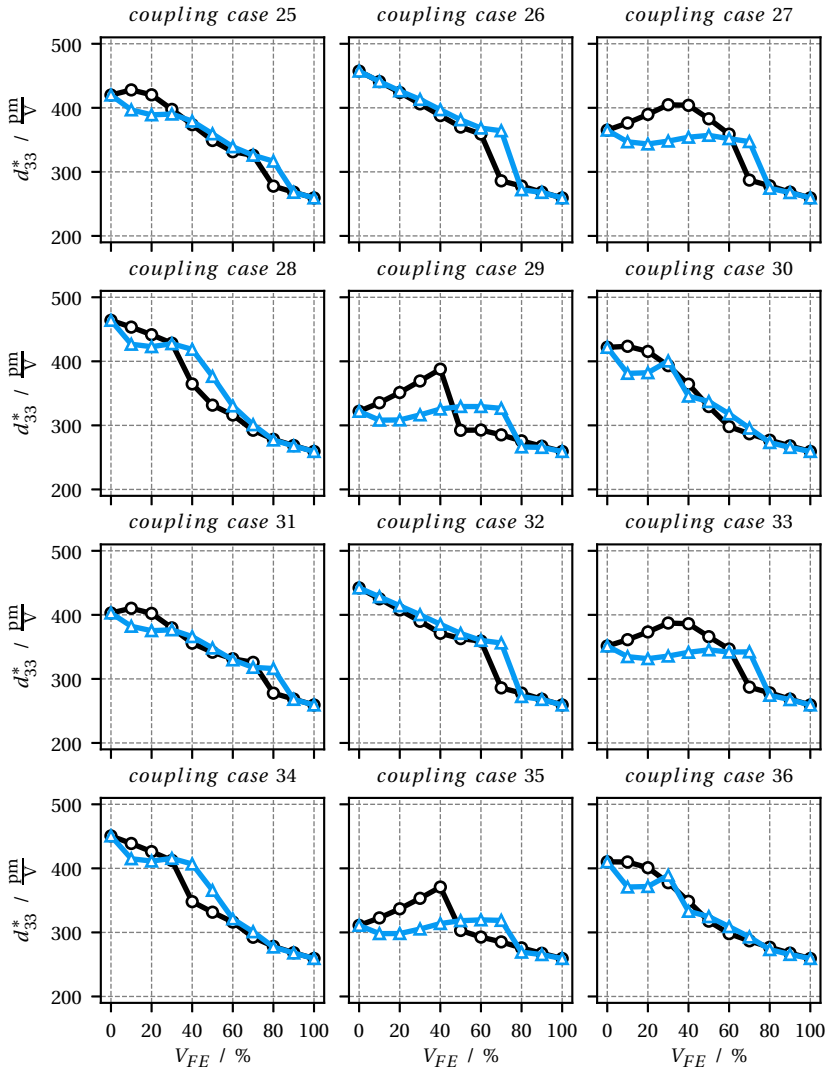 coupling case 25
coupling case 26
coupling case 27
500
400
300
200
d*33 / pm/V
coupling case 28
coupling case 29
coupling case 30
500
400
300
200
d*33 / pm/V
coupling case 31
coupling case 32
coupling case 33
500
400
300
200
d*33 / pm/V
coupling case 34
coupling case 35
coupling case 36
500
400
300
200
d*33 / pm/V
0 20 40 60 80 100
0 20 40 60 80 100
0 20 40 60 80 100
VFE / %
VFE / %
VFE / %